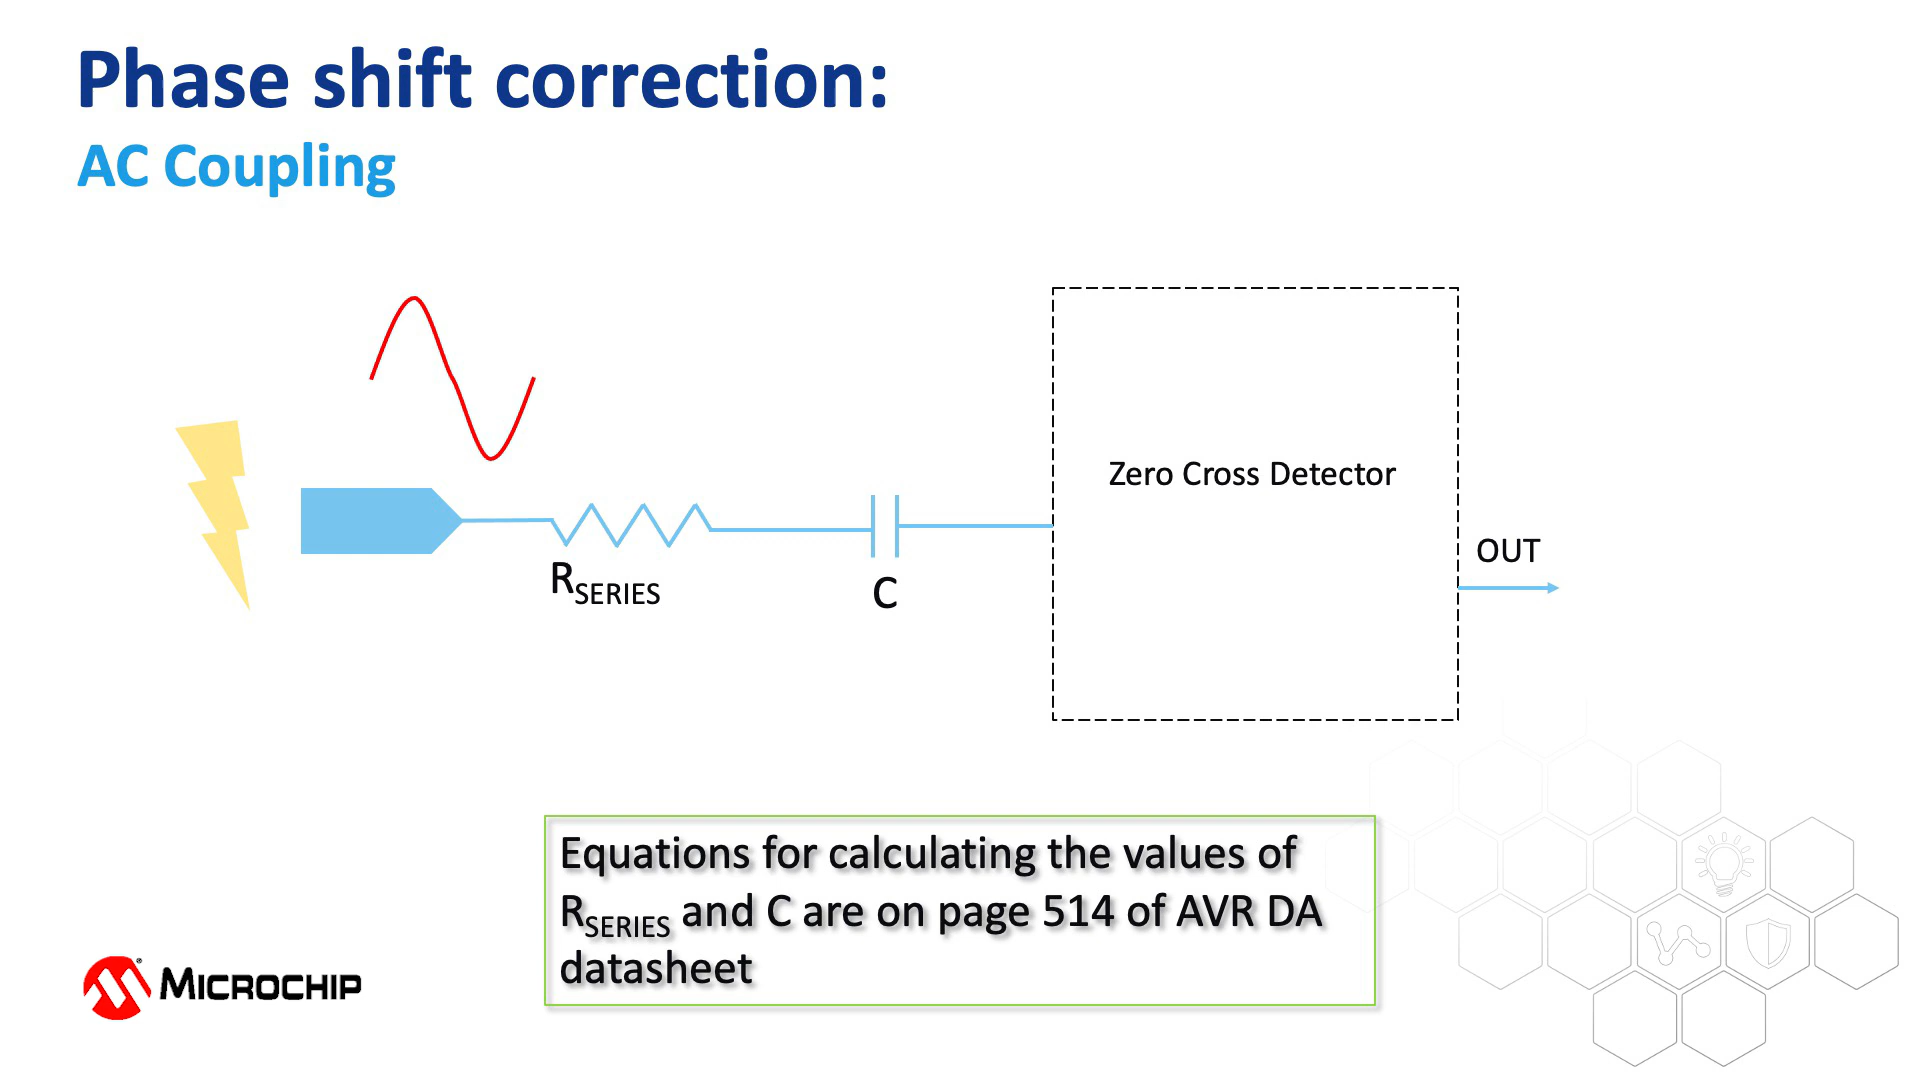 Phase shift correction:
AC Coupling
Zero Cross Detector
OUT
RSERIES
C
Equations for calculating the values of
RSERIES and C are on page 514 of AVR DA
datasheet
MICROCHIP